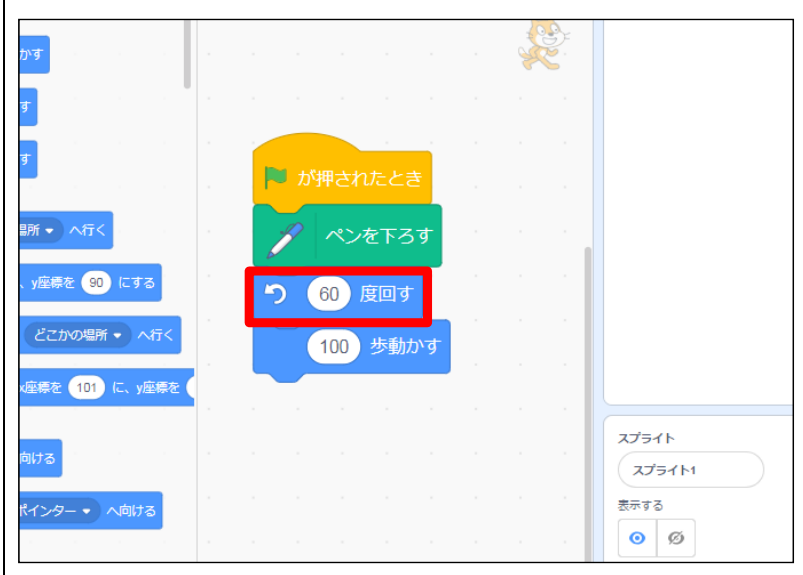 かす
す
す
場所 へ行く
、y座標を 90 にする
どこかの場所 へ行く
x座標を 101 に、y座標を
向ける
ポインター へ向ける
が押されたとき
ペンを下ろす
60 度回す
100 歩動かす
スプライト
スプライト1
表示する